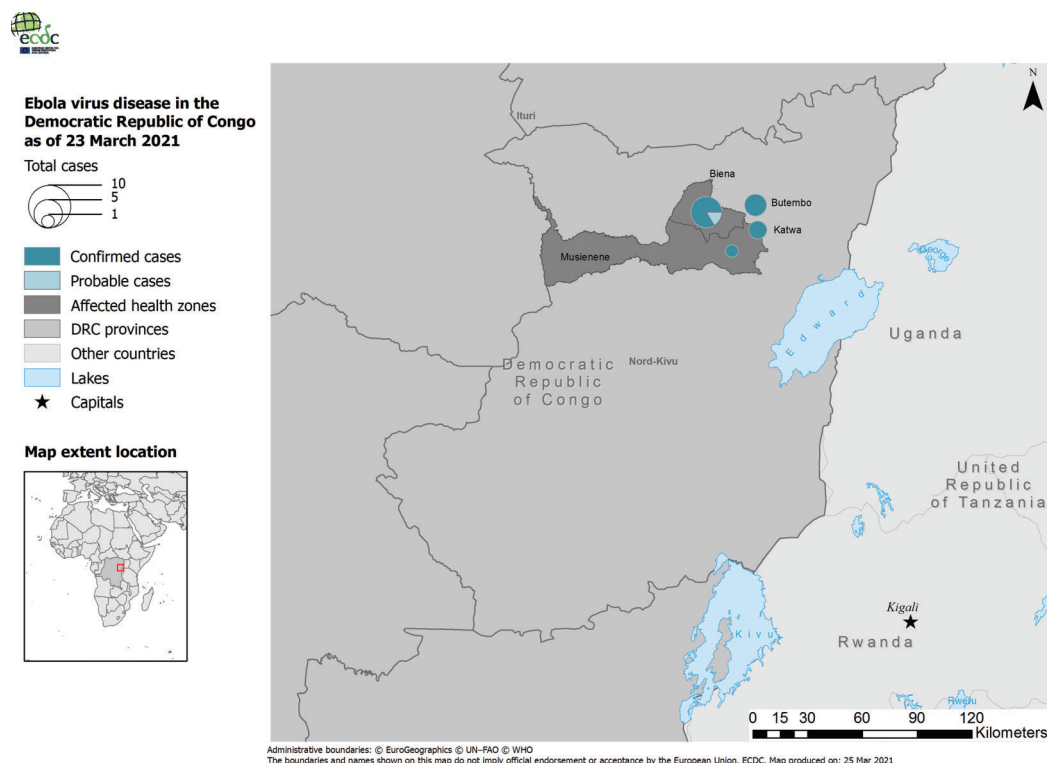 ecdc
Ebola virus disease in the
Democratic Republic of Congo
as of 23 March 2021
Total cases
10
5
1
Confirmed cases
Probable cases
Affected health zones
DRC provinces
Other countries
Lakes
Capitals
Map extent location
N
Ituri
Biena
Butembo
Katwa
Musienene
George
Edward
Uganda
Nord-Kivu
Democratic
Republic
of Congo
United
Republic
of Tanzania
Kigali
Kivu
Rwanda
Rweru
0 15 30 60 90 120
Kilometers
Administrative boundaries: © EuroGeographics © UN–FAO © WHO
The boundaries and names shown on this map do not imply official endorsement or acceptance by the European Union. ECDC. Map produced on: 25 Mar 2021